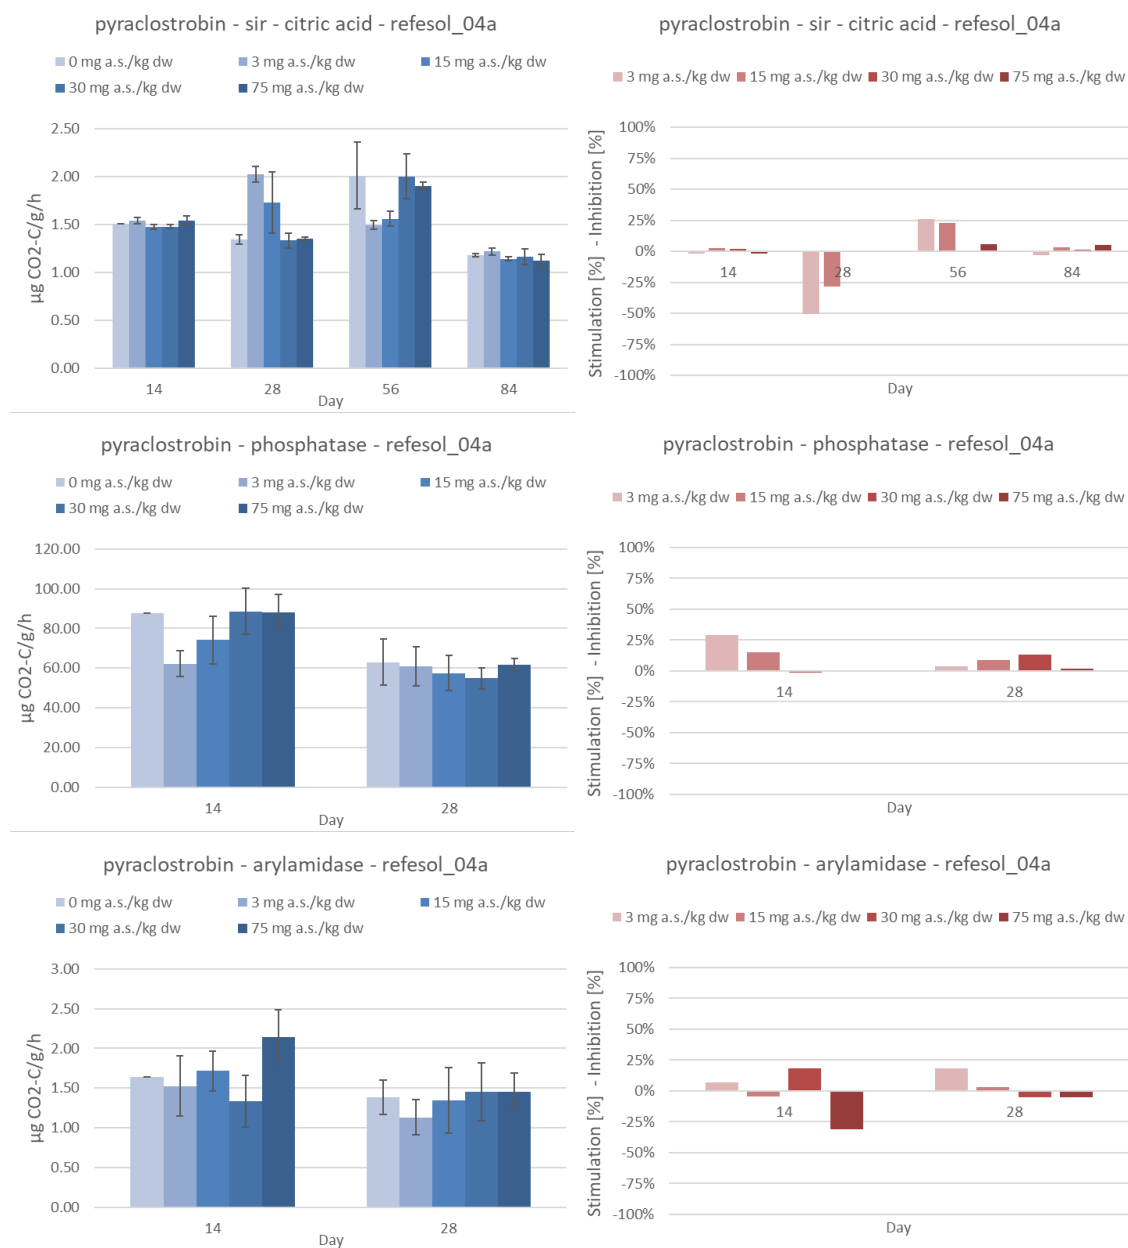 pyraclostrobin - sir - citric acid - refesol_04a
0 mg a.s./kg dw 3 mg a.s./kg dw 15 mg a.s./kg dw
30 mg a.s./kg dw 75 mg a.s./kg dw
µg CO2-C/g/h
2.50
2.00
1.50
1.00
0.50
0.00
14 28 56 84
Day
pyraclostrobin - sir - citric acid - refesol_04a
3 mg a.s./kg dw 15 mg a.s./kg dw 30 mg a.s./kg dw 75 mg a.s./kg dw
Stimulation [%] - Inhibition [%]
100%
75%
50%
25%
0%
-25%
-50%
-75%
-100%
14 28 56 84
Day
pyraclostrobin - phosphatase - refesol_04a
0 mg a.s./kg dw 3 mg a.s./kg dw 15 mg a.s./kg dw
30 mg a.s./kg dw 75 mg a.s./kg dw
µg CO2-C/g/h
120.00
100.00
80.00
60.00
40.00
20.00
0.00
14 28
Day
pyraclostrobin - phosphatase - refesol_04a
3 mg a.s./kg dw 15 mg a.s./kg dw 30 mg a.s./kg dw 75 mg a.s./kg dw
Stimulation [%] - Inhibition [%]
100%
75%
50%
25%
0%
-25%
-50%
-75%
-100%
14 28
Day
pyraclostrobin - arylamidase - refesol_04a
0 mg a.s./kg dw 3 mg a.s./kg dw 15 mg a.s./kg dw
30 mg a.s./kg dw 75 mg a.s./kg dw
µg CO2-C/g/h
3.00
2.50
2.00
1.50
1.00
0.50
0.00
14 28
Day
pyraclostrobin - arylamidase - refesol_04a
3 mg a.s./kg dw 15 mg a.s./kg dw 30 mg a.s./kg dw 75 mg a.s./kg dw
Stimulation [%] - Inhibition [%]
100%
75%
50%
25%
0%
-25%
-50%
-75%
-100%
14 28
Day